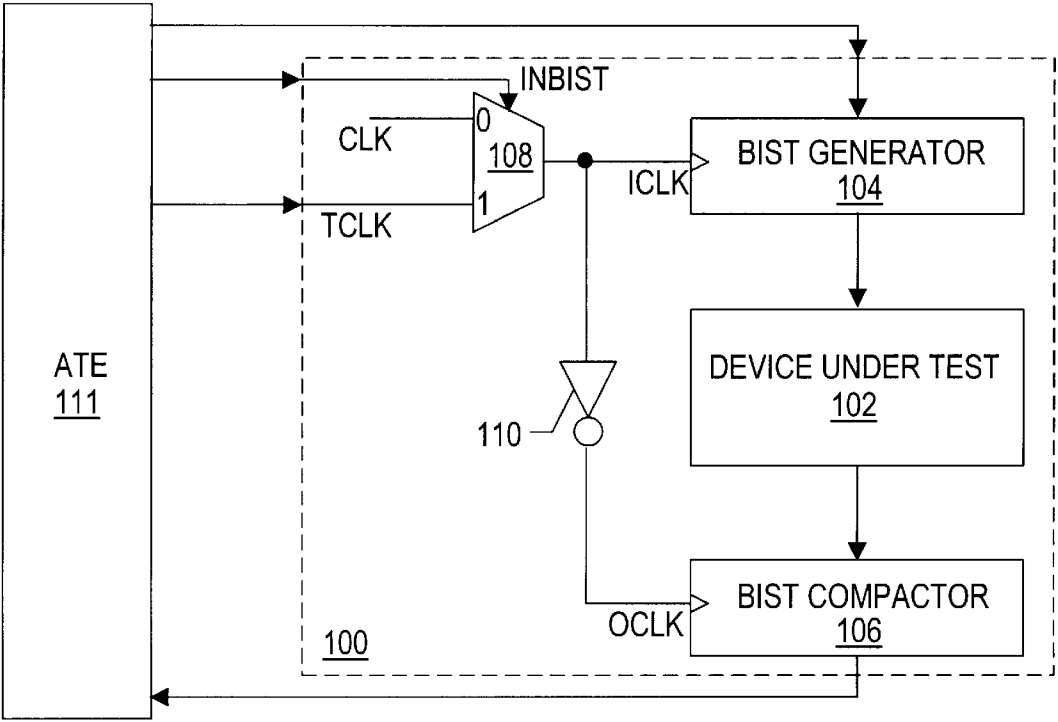 INBIST
CLK
0
108
1
TCLK
ICLK
BIST GENERATOR
104
ATE
111
DEVICE UNDER TEST
102
110
BIST COMPACTOR
106
OCLK
100